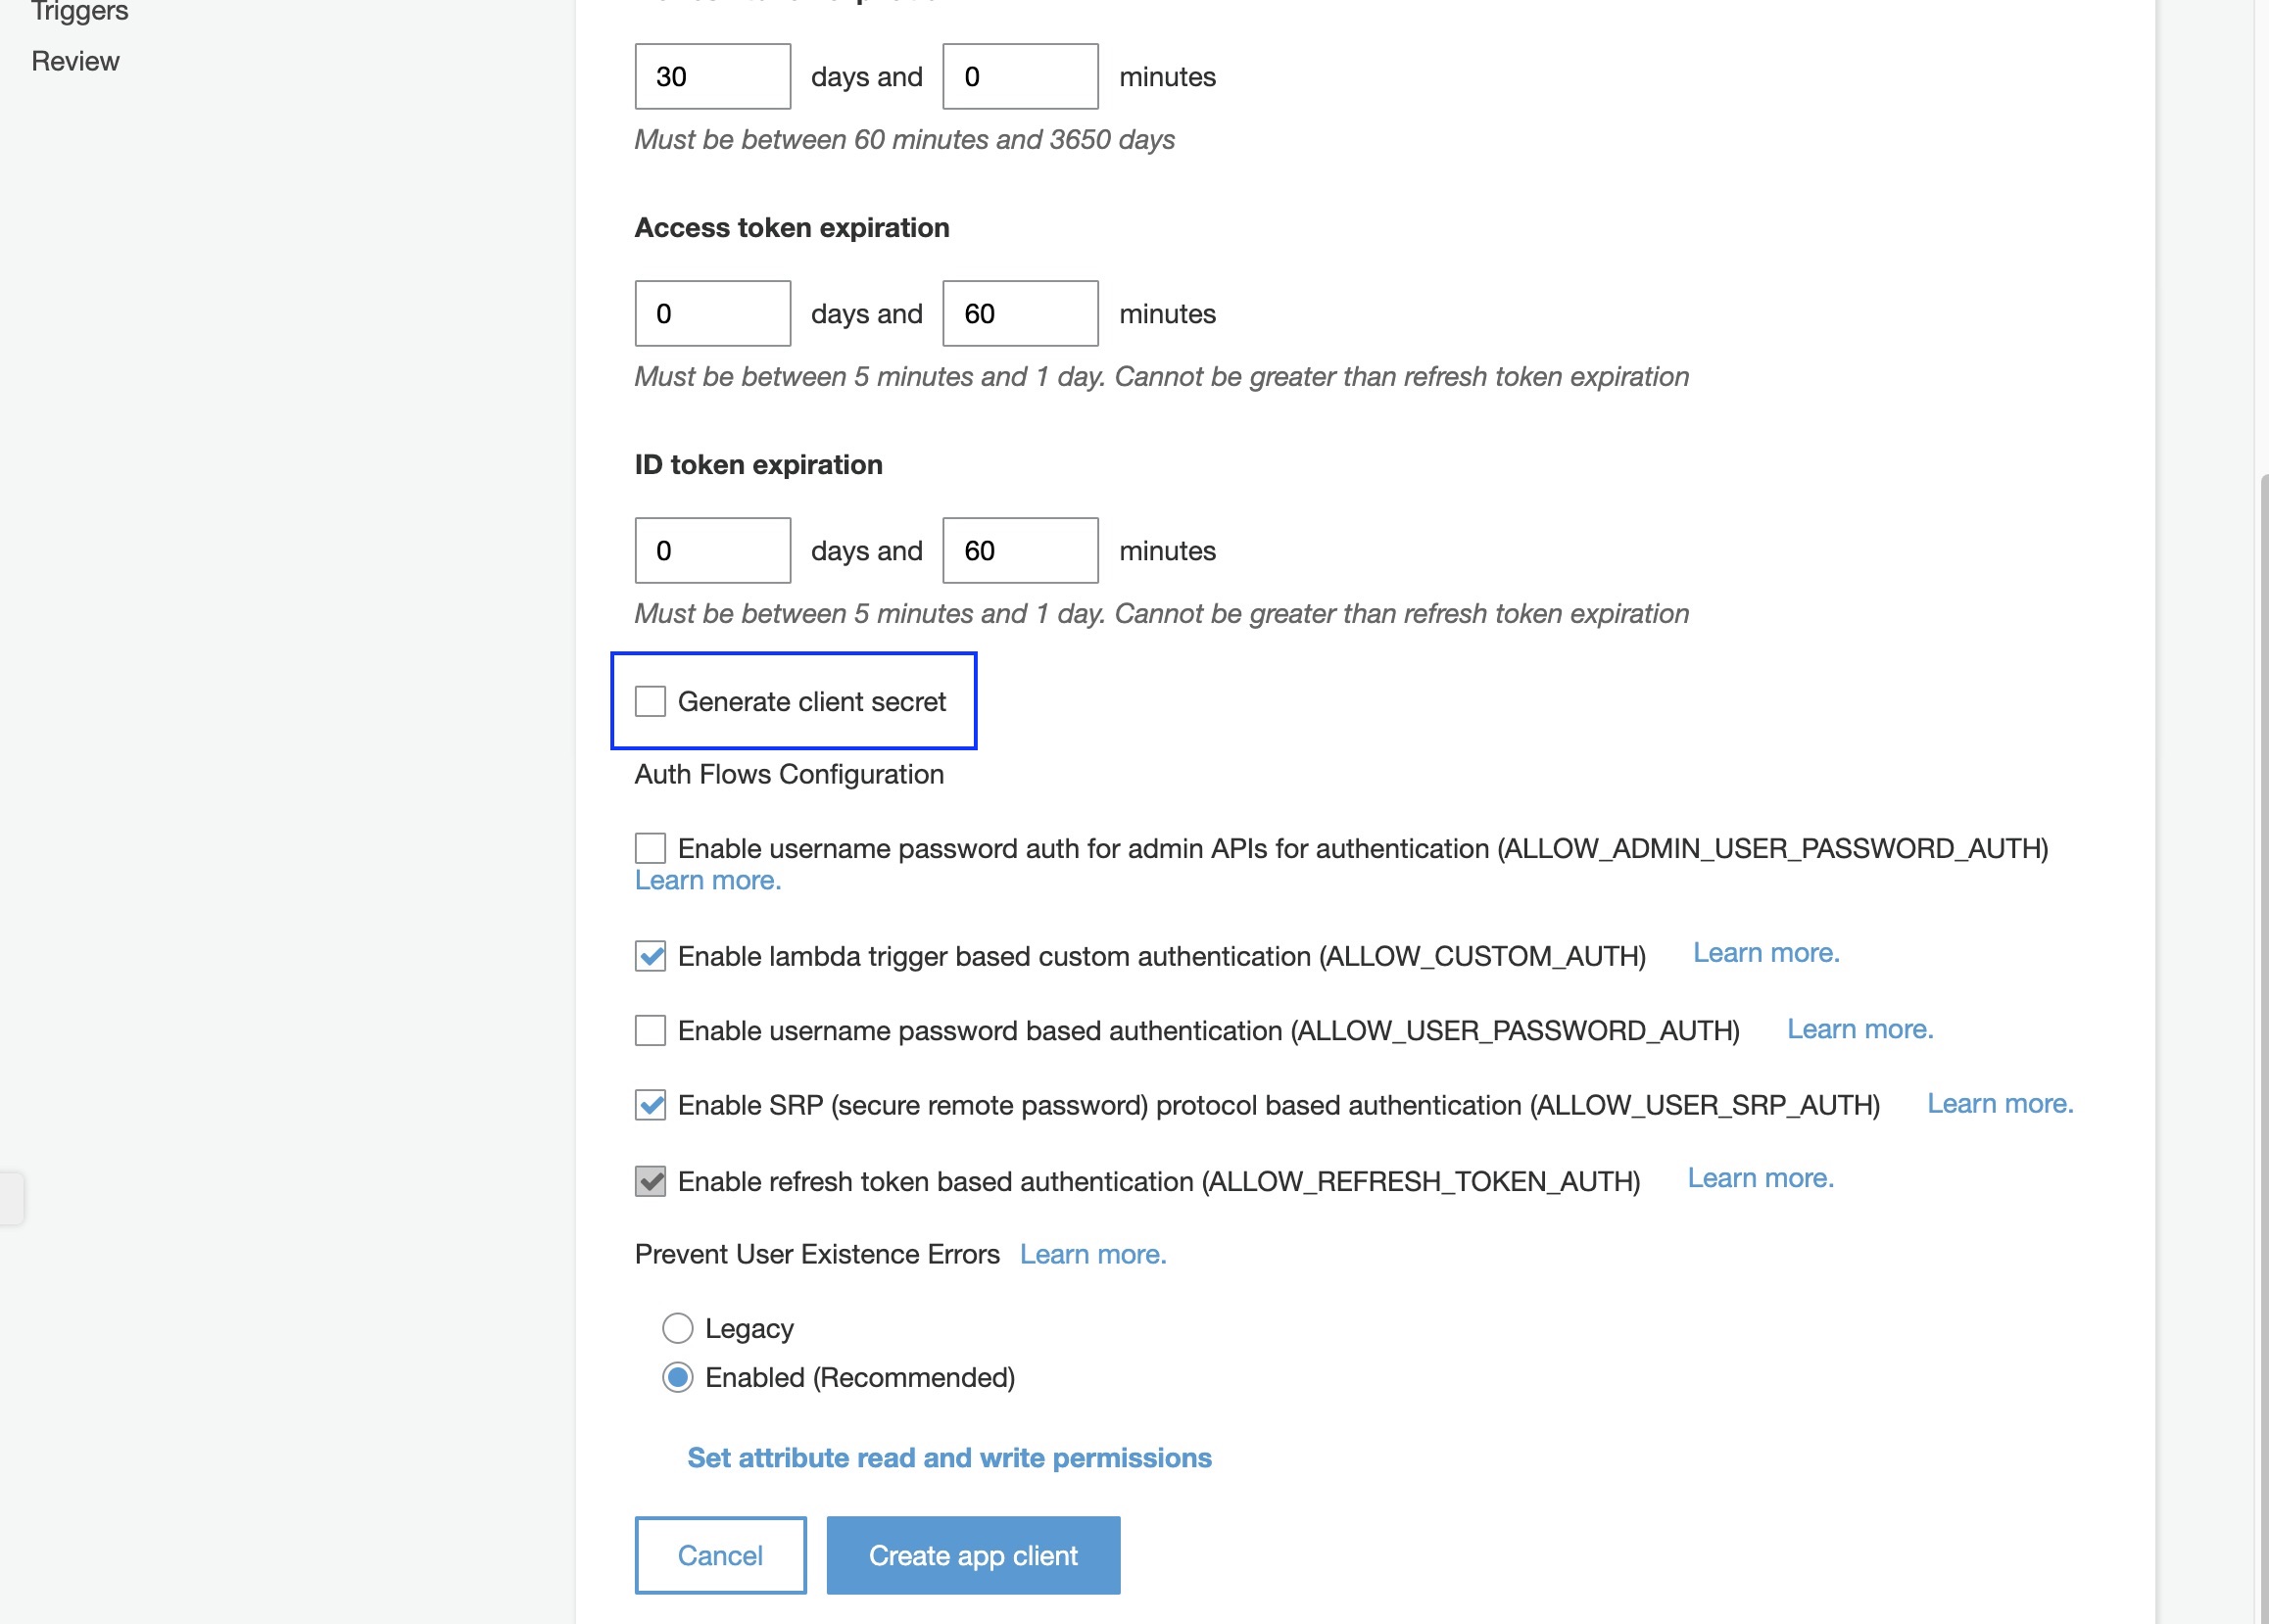 Triggers
Review
30 days and 0 minutes
Must be between 60 minutes and 3650 days
Access token expiration
0 days and 60 minutes
Must be between 5 minutes and 1 day. Cannot be greater than refresh token expiration
ID token expiration
0 days and 60 minutes
Must be between 5 minutes and 1 day. Cannot be greater than refresh token expiration
Generate client secret
Auth Flows Configuration
Enable username password auth for admin APIs for authentication (ALLOW_ADMIN_USER_PASSWORD_AUTH)
Learn more.
Enable lambda trigger based custom authentication (ALLOW_CUSTOM_AUTH) Learn more.
Enable username password based authentication (ALLOW_USER_PASSWORD_AUTH) Learn more.
Enable SRP (secure remote password) protocol based authentication (ALLOW_USER_SRP_AUTH) Learn more.
Enable refresh token based authentication (ALLOW_REFRESH_TOKEN_AUTH) Learn more.
Prevent User Existence Errors Learn more.
Legacy
Enabled (Recommended)
Set attribute read and write permissions
Cancel Create app client